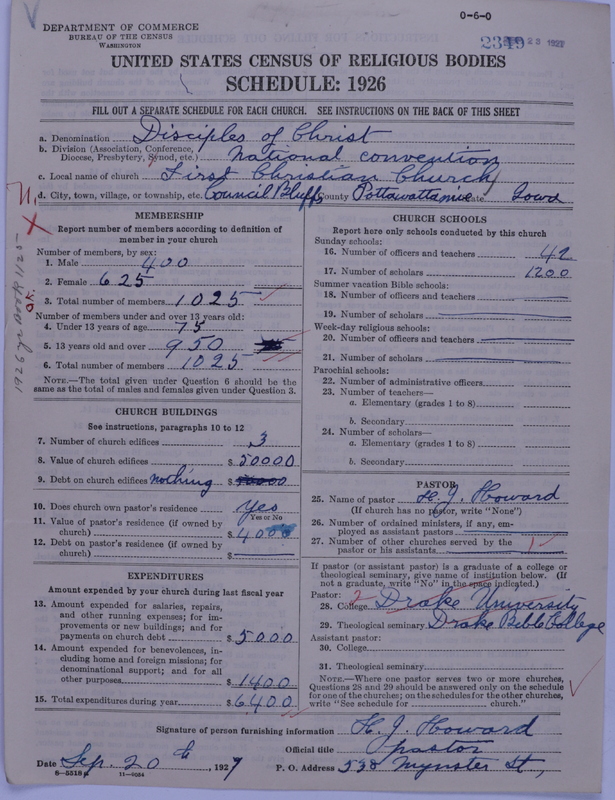 0-6-0
DEPARTMENT OF COMMERCE
BUREAU OF THE CENSUS
WASHINGTON
2349 23 1927
UNITED STATES CENSUS OF RELIGIOUS BODIES
SCHEDULE: 1926
FILL OUT A SEPARATE SCHEDULE FOR EACH CHURCH. SEE INSTRUCTIONS ON THE BACK OF THIS SHEET
a. Denomination Disciples of Christ
b. Division (Association, Conference, Diocese, Presbytery, Synod, etc.) National convention
c. Local name of church First Christian Church
d. City, town, village, or township, etc. Council Bluffs County Pottawattamie State Iowa
MEMBERSHIP
Report number of members according to definition of
member in your church
Number of members, by sex:
1. Male 400
2. Female 625
3. Total number of members 1025
Number of members under and over 13 years old:
4. Under 13 years of age 75
5. 13 years old and over 950
6. Total number of members 1025
NOTE.—The total given under Question 6 should be
same as the total of males and females given under Question 3.
1926 yr Book 1125
OK.
CHURCH BUILDINGS
See instructions, paragraphs 10 to 12
7. Number of church edifices 3
8. Value of church edifices $50000
9. Debt on church edifices nothing $
10. Does church own pastor's residence yes
Yes or No
11. Value of pastor's residence (if owned by
church) $4000
12. Debt on pastor's residence (if owned by
church) $
EXPENDITURES
Amount expended by your church during last fiscal year
13. Amount expended for salaries, repairs,
and other running expenses; for im-
provements or new buildings; and for
payments on church debt $5000
14. Amount expended for benevolences, in-
cluding home and foreign missions; for
denominational support; and for all
other purposes $1400
15. Total expenditures during year $6400
CHURCH SCHOOLS
Report here only schools conducted by this church
Sunday schools:
16. Number of officers and teachers 42
17. Number of scholars 1200
Summer vacation Bible schools:
18. Number of officers and teachers
19. Number of scholars
Week-day religious schools:
20. Number of officers and teachers
21. Number of scholars
Parochial schools:
22. Number of administrative officers
23. Number of teachers—
a. Elementary (grades 1 to 8)
b. Secondary
24. Number of scholars—
a. Elementary (grades 1 to 8)
b. Secondary
PASTOR
25. Name of pastor H. J. Howard
(If church has no pastor, write "None")
26. Number of ordained ministers, if any, em-
ployed as assistant pastors
27. Number of other churches served by the
pastor or his assistants
If pastor (or assistant pastor) is a graduate of a college or
theological seminary, give name of institution below. (If
not a graduate, write "No" in the space indicated.)
Pastor:
28. College Drake University
29. Theological seminary Drake Bible College
Assistant pastor:
30. College
31. Theological seminary
NOTE.—Where one pastor serves two or more churches,
Questions 28 and 29 should be answered only on the schedule
for one of the churches; on the schedules for the other churches,
write "See schedule for church."
Signature of person furnishing information H. J. Howard
Official title pastor
Date Sep. 20th, 1927 P. O. Address 538 Mynster St,
8—5518a 11—9064